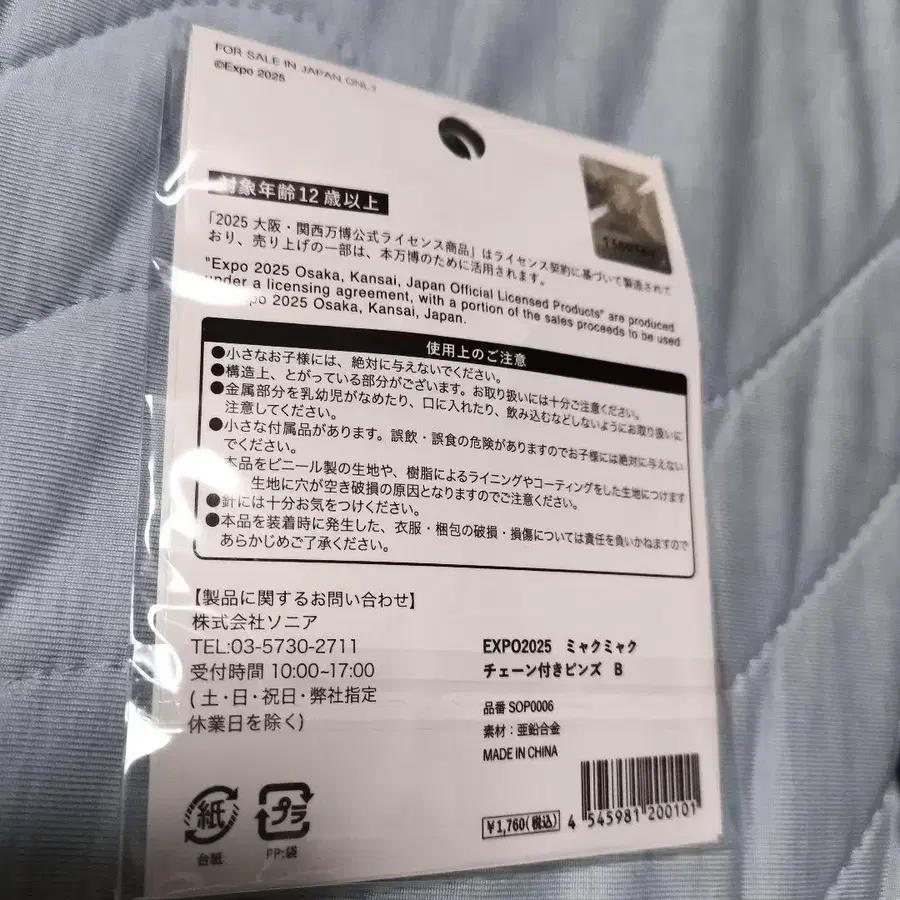 FOR SALE IN JAPAN ONLY
©Expo 2025
対象年齢12歳以上
「2025 大阪・関西万博公式ライセンス商品」はライセンス契約に基づいて製造されて
おり、売り上げの一部は、本万博のために活用されます。
"Expo 2025 Osaka, Kansai, Japan Official Licensed Products" are produced
under a licensing agreement, with a portion of the sales proceeds to be used
Expo 2025 Osaka, Kansai, Japan.
使用上のご注意
●小さなお子様には、絶対に与えないでください。
●構造上、とがっている部分がございます。お取り扱いには十分ご注意ください。
●金属部分を乳幼児がなめたり、口に入れたり、飲み込むなどしないようにお取り扱いに
注意してください。
●小さな付属品があります。誤飲・誤食の危険がありますのでお子様には絶対に与えない
でください。
本品をビニール製の生地や、樹脂によるライニングやコーティングをした生地につけます
生地に穴が空き破損の原因となりますのでご注意ください。
●針には十分お気をつけください。
●本品を装着時に発生した、衣服・梱包の破損・損傷については責任を負いかねますので
あらかじめご了承ください。
【製品に関するお問い合わせ】
株式会社ソニア
TEL:03-5730-2711
受付時間 10:00~17:00
(土・日・祝日・弊社指定
休業日を除く)
EXPO2025 ミャクミャク
チェーン付きピンズ B
品番 SOP0006
素材：亜鉛合金
MADE IN CHINA
¥1,760(税込)
4 545981 200101
紙
台紙
プラ
PP:袋